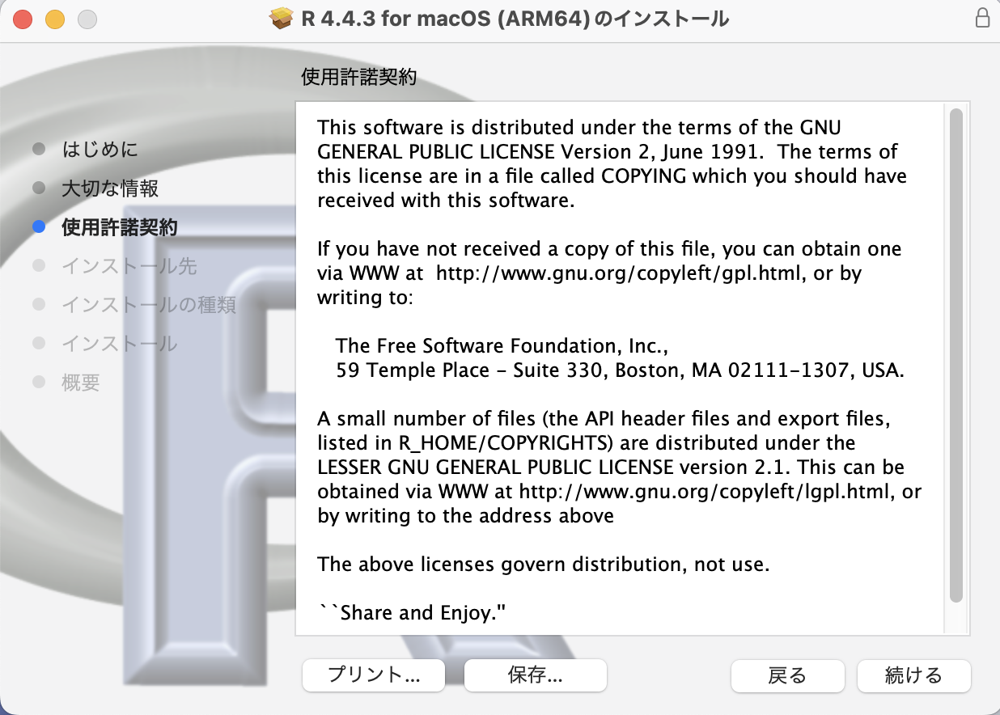 R 4.4.3 for macOS (ARM64)のインストール
使用許諾契約
はじめに
大切な情報
使用許諾契約
インストール先
インストールの種類
インストール
概要
This software is distributed under the terms of the GNU
GENERAL PUBLIC LICENSE Version 2, June 1991.  The terms of
this license are in a file called COPYING which you should have
received with this software.
If you have not received a copy of this file, you can obtain one
via WWW at  http://www.gnu.org/copyleft/gpl.html, or by
writing to:
The Free Software Foundation, Inc.,
59 Temple Place – Suite 330, Boston, MA 02111–1307, USA.
A small number of files (the API header files and export files,
listed in R_HOME/COPYRIGHTS) are distributed under the
LESSER GNU GENERAL PUBLIC LICENSE version 2.1. This can be
obtained via WWW at http://www.gnu.org/copyleft/lgpl.html, or
by writing to the address above
The above licenses govern distribution, not use.
``Share and Enjoy.''
プリント...
保存...
戻る
続ける